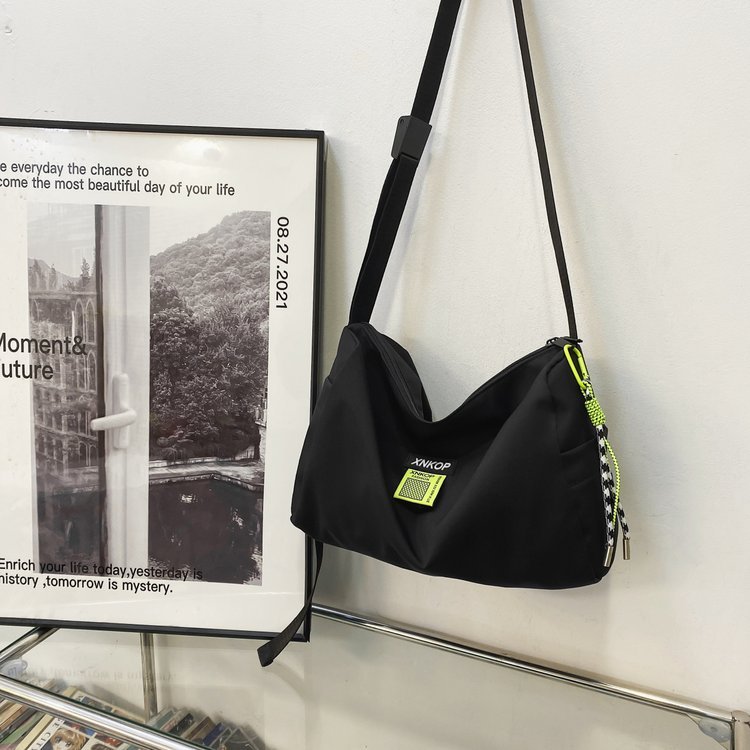 e everyday the chance to
come the most beautiful day of your life
08.27.2021
Moment&
uture
Enrich your life today,yesterday is
history ,tomorrow is mystery.
XNKOP
XNKOP